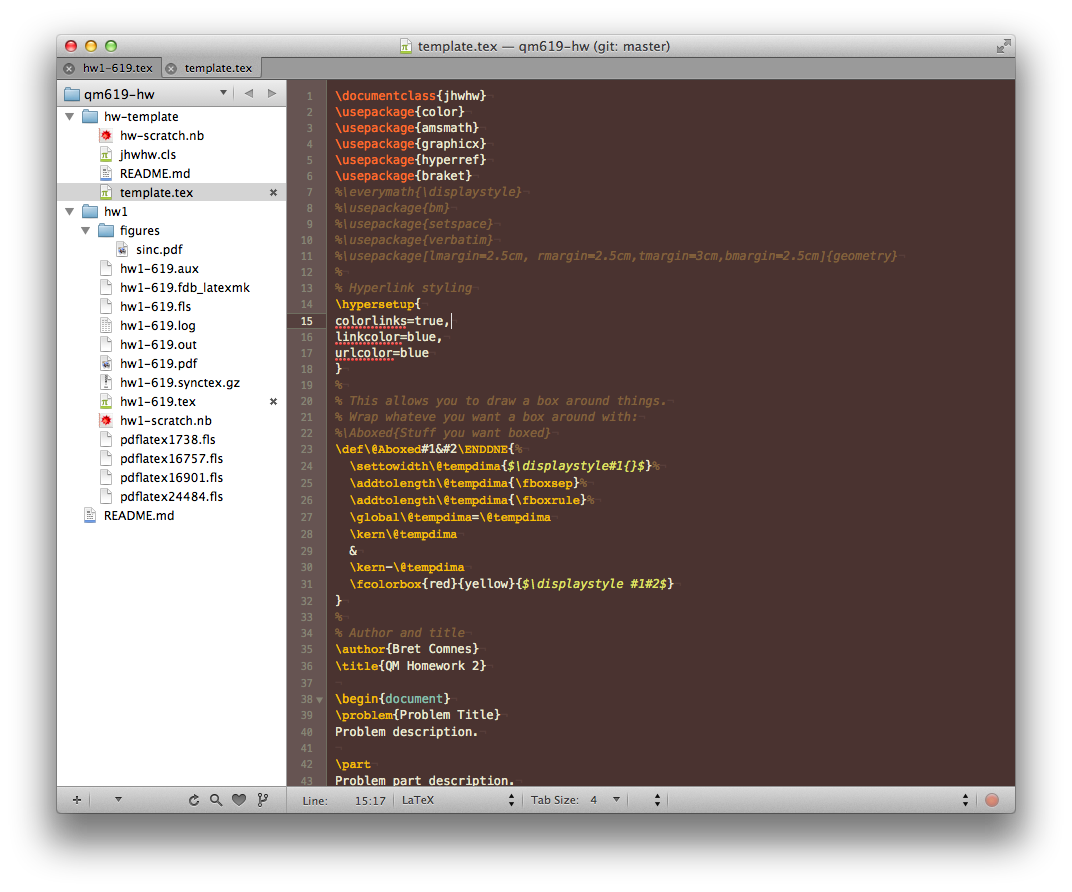 template.tex — qm619-hw (git: master)
hw1-619.tex
template.tex
qm619-hw
hw-template
hw-scratch.nb
jhwhw.cls
README.md
template.tex
hw1
figures
sinc.pdf
hw1-619.aux
hw1-619.fdb_latexmk
hw1-619.fls
hw1-619.log
hw1-619.out
hw1-619.pdf
hw1-619.synctex.gz
hw1-619.tex
hw1-scratch.nb
pdflatex1738.fls
pdflatex16757.fls
pdflatex16901.fls
pdflatex24484.fls
README.md
1 \documentclass{jhwhw}
2 \usepackage{color}
3 \usepackage{amsmath}
4 \usepackage{graphicx}
5 \usepackage{hyperref}
6 \usepackage{braket}
7 %\everymath{\displaystyle}
8 %\usepackage{bm}
9 %\usepackage{setspace}
10 %\usepackage{verbatim}
11 %\usepackage[lmargin=2.5cm, rmargin=2.5cm,tmargin=3cm,bmargin=2.5cm]{geometry}
12 %
13 % Hyperlink styling
14 \hypersetup{
15 colorlinks=true,
16 linkcolor=blue,
17 urlcolor=blue
18 }
19 %
20 % This allows you to draw a box around things.
21 % Wrap whateve you want a box around with:
22 %\Aboxed{Stuff you want boxed}
23 \def\@Aboxed#1&#2\ENDDNE{%
24 \settowidth\@tempdima{$\displaystyle#1{}$}%
25 \addtolength\@tempdima{\fboxsep}%
26 \addtolength\@tempdima{\fboxrule}%
27 \global\@tempdima=\@tempdima
28 \kern\@tempdima
29 &
30 \kern-\@tempdima
31 \fcolorbox{red}{yellow}{$\displaystyle #1#2$}
32 }
33 %
34 % Author and title
35 \author{Bret Comnes}
36 \title{QM Homework 2}
37
38 \begin{document}
39 \problem{Problem Title}
40 Problem description.
41
42 \part
43 Problem part description.
Line: 15:17 LaTeX Tab Size: 4